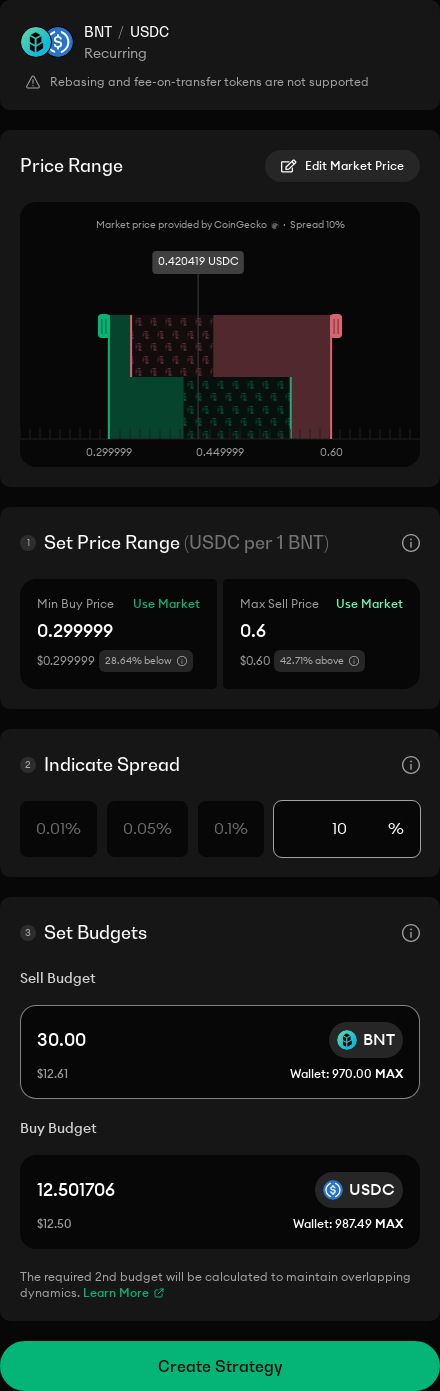 BNT / USDC
Recurring
Rebasing and fee-on-transfer tokens are not supported
Price Range
Edit Market Price
Market price provided by CoinGecko · Spread 10%
0.420419 USDC
0.299999 0.449999 0.60
1 Set Price Range (USDC per 1 BNT)
Min Buy Price Use Market
0.299999
$0.299999 28.64% below
Max Sell Price Use Market
0.6
$0.60 42.71% above
2 Indicate Spread
0.01% 0.05% 0.1% 10 %
3 Set Budgets
Sell Budget
30.00 BNT
$12.61 Wallet: 970.00 MAX
Buy Budget
12.501706 USDC
$12.50 Wallet: 987.49 MAX
The required 2nd budget will be calculated to maintain overlapping
dynamics. Learn More
Create Strategy